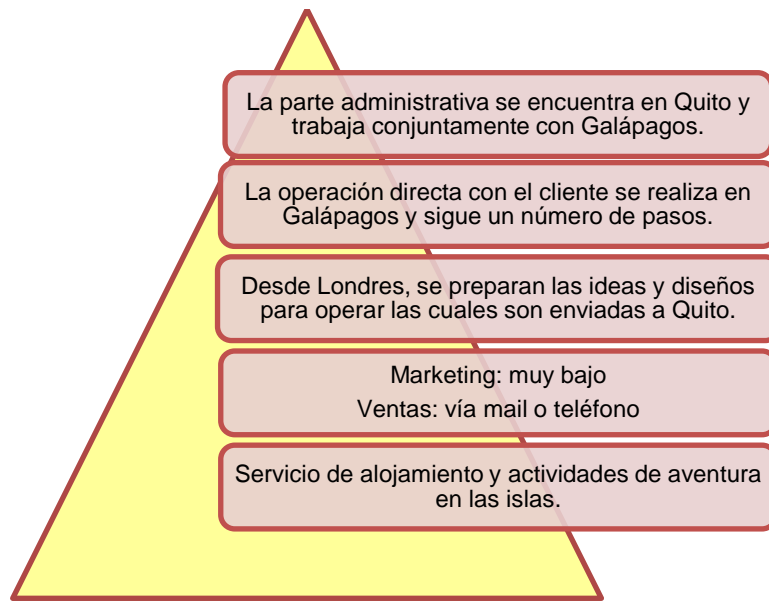 La parte administrativa se encuentra en Quito y
trabaja conjuntamente con Galápagos.
La operación directa con el cliente se realiza en
Galápagos y sigue un número de pasos.
Desde Londres, se preparan las ideas y diseños
para operar las cuales son enviadas a Quito.
Marketing: muy bajo
Ventas: vía mail o teléfono
Servicio de alojamiento y actividades de aventura
en las islas.